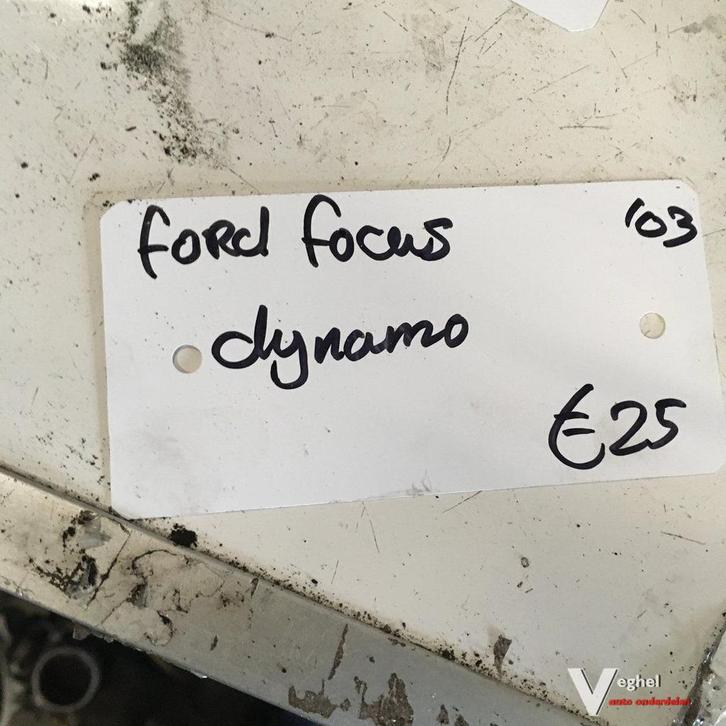 ford focus '03
dynamo
€25
Veghel
auto onderdelen